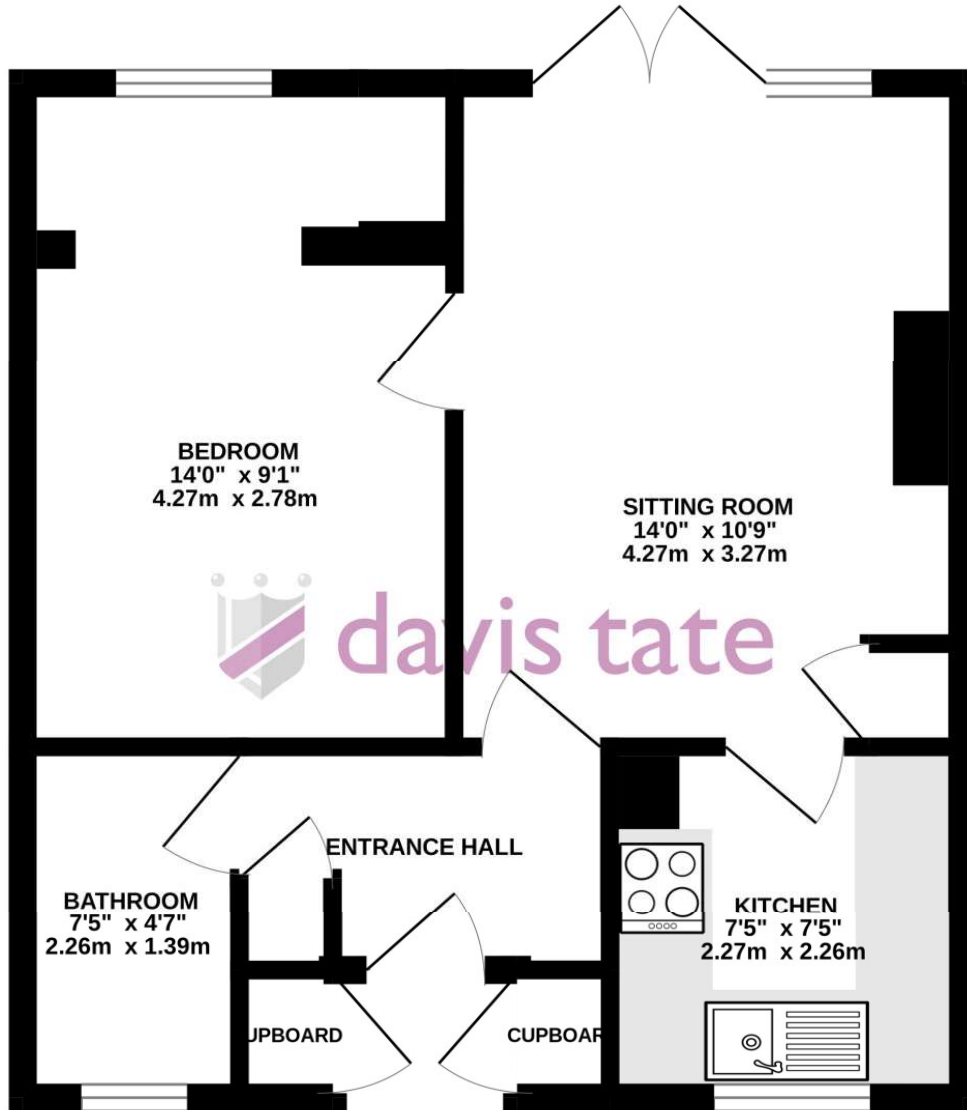 BEDROOM
14'0" x 9'1"
4.27m x 2.78m
SITTING ROOM
14'0" x 10'9"
4.27m x 3.27m
davis tate
ENTRANCE HALL
BATHROOM
7'5" x 4'7"
2.26m x 1.39m
KITCHEN
7'5" x 7'5"
2.27m x 2.26m
UPBOARD
CUPBOAR